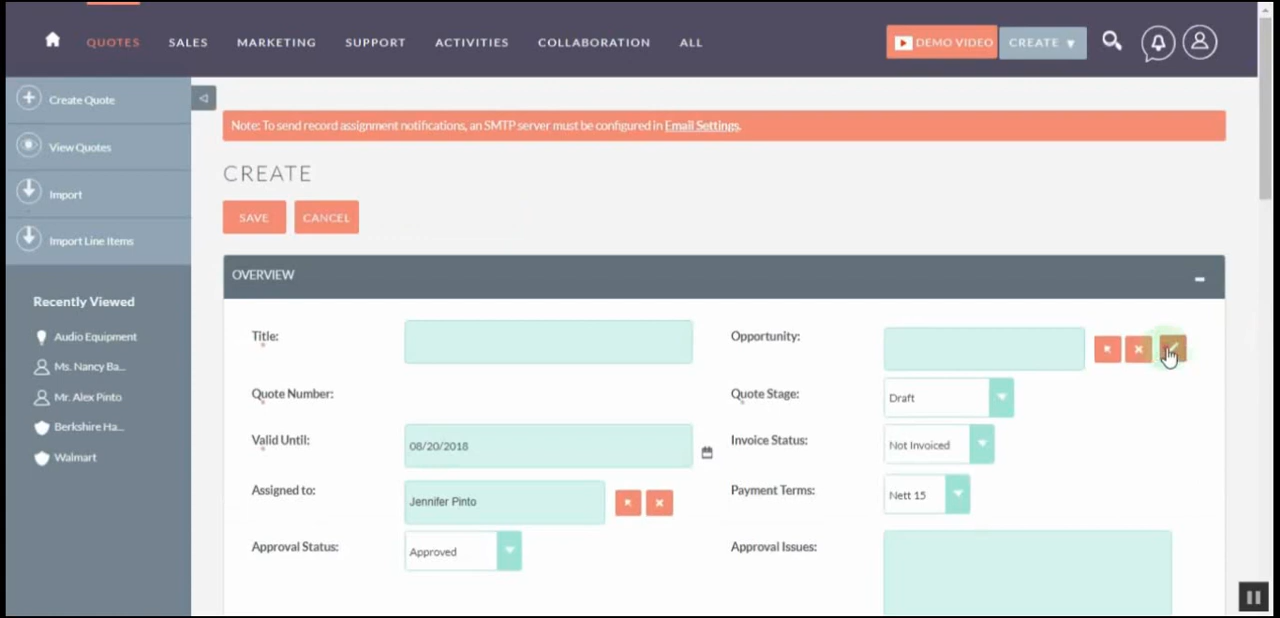 QUOTES SALES MARKETING SUPPORT ACTIVITIES COLLABORATION ALL DEMO VIDEO CREATE
Create Quote
View Quotes
Import
Import Line Items
Recently Viewed
Audio Equipment
Ms. Nancy Ba...
Mr. Alex Pinto
Berkshire Ha...
Walmart
Note: To send record assignment notifications, an SMTP server must be configured in Email Settings.
CREATE
SAVE CANCEL
OVERVIEW
Title: Opportunity:
Quote Number: Quote Stage: Draft
Valid Until: 08/20/2018 Invoice Status: Not Invoiced
Assigned to: Jennifer Pinto Payment Terms: Nett 15
Approval Status: Approved Approval Issues: